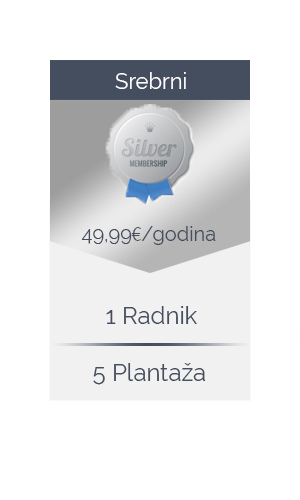 Srebrni
Silver
MEMBERSHIP
49,99€/godina
1 Radnik
5 Plantaža